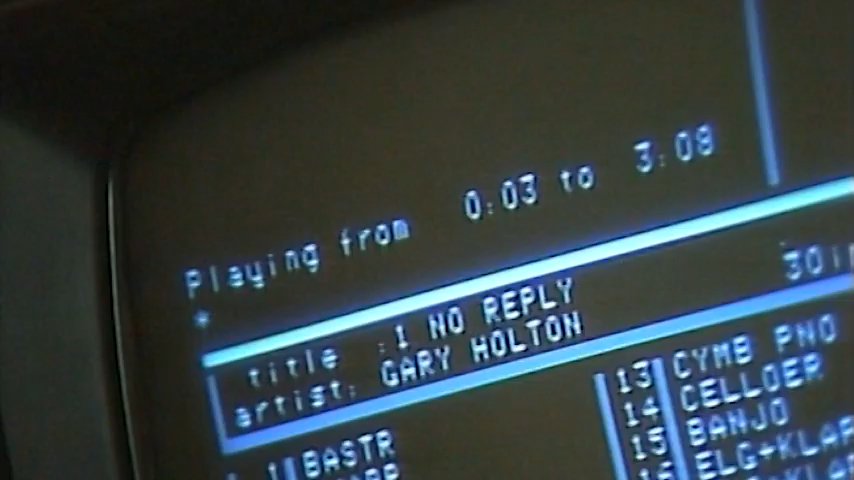 Playing from 0:03 to 3:08
*
30i
title : 1 NO REPLY
artist: GARY HOLTON
1 BASTR
13 CYMB PNO
14 CELLOER
15 BANJO
16 ELG+KLAP